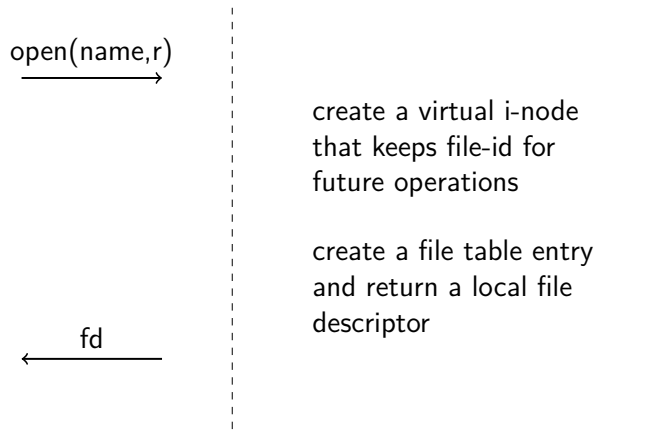 open(name,r)
create a virtual i-node
that keeps file-id for
future operations
create a file table entry
and return a local file
descriptor
fd